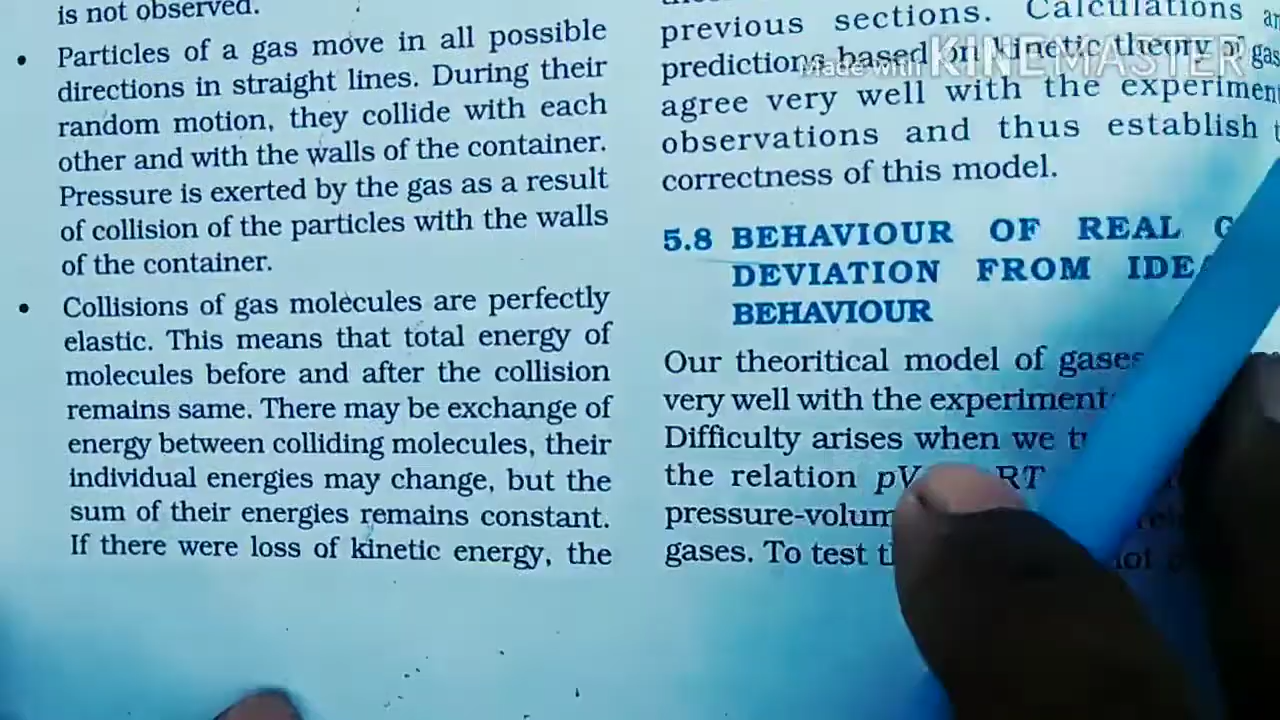 is not observed.
• Particles of a gas move in all possible
directions in straight lines. During their
random motion, they collide with each
other and with the walls of the container.
Pressure is exerted by the gas as a result
of collision of the particles with the walls
of the container.
• Collisions of gas molecules are perfectly
elastic. This means that total energy of
molecules before and after the collision
remains same. There may be exchange of
energy between colliding molecules, their
individual energies may change, but the
sum of their energies remains constant.
If there were loss of kinetic energy, the
previous sections. Calculations
predictions based on kinetic theory of
agree very well with the
observations and thus establish
correctness of this model.
5.8 BEHAVIOUR OF REAL
DEVIATION FROM
BEHAVIOUR
Our theoritical model of gases
very well with the
Difficulty arises when we
the relation pV RT
gases. To test
Made with KINEMASTER